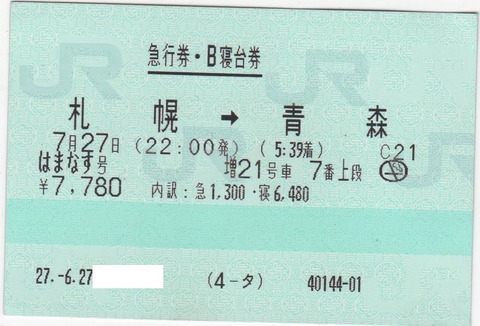 急行券・B寝台券
札幌 → 青森
7月27日 (22:00発) (5:39着) C21
はまなす号 増21号車 7番上段
¥7,780 内訳:急1,300・寝6,480
27.-6.27 (4-タ) 40144-01